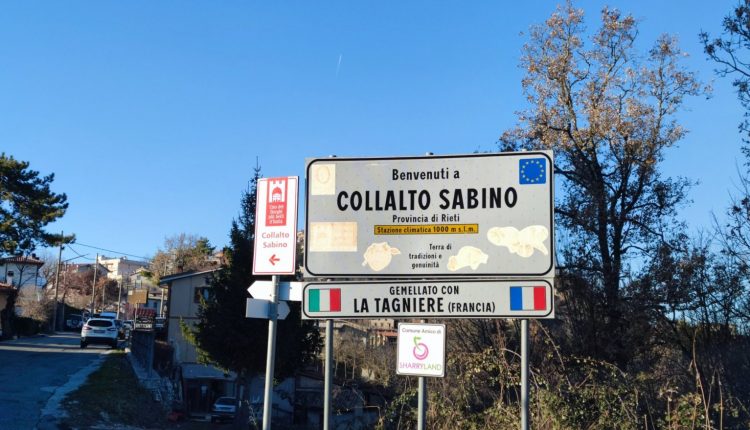 Benvenuti a
COLLALTO SABINO
Provincia di Rieti
Stazione climatica 1000 m s.l.m.
Terra di
tradizioni e
genuinità
GEMELLATO CON
LA TAGNIERE (FRANCIA)
Collalto
Sabino
Comune Amico di
SHARRYLAND